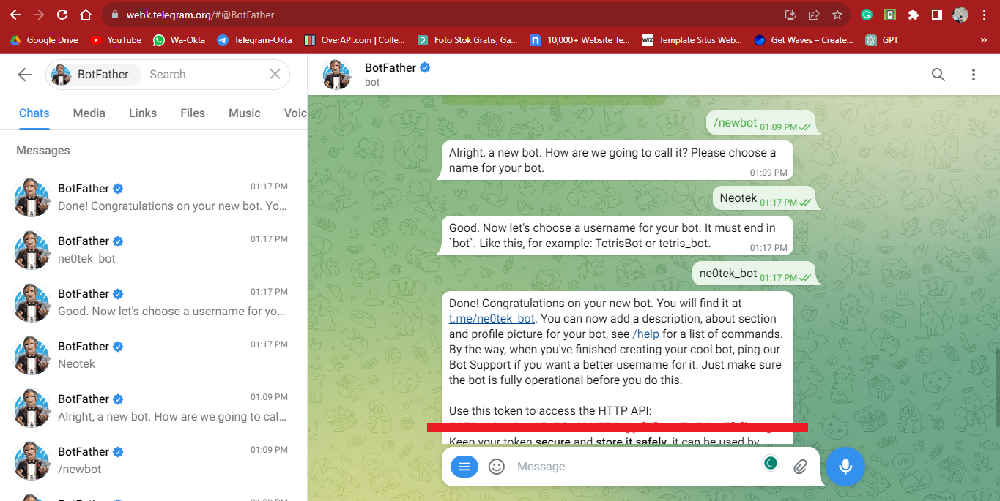 webk.telegram.org/#@BotFather
Google Drive
YouTube
Wa-Okta
Telegram-Okta
OverAPI.com | Colle...
Foto Stok Gratis, Ga...
10,000+ Website Te...
WIX
Template Situs Web...
Get Waves – Create...
GPT
»
BotFather
Search
Chats
Media
Links
Files
Music
Voic
Messages
BotFather 01:17 PM
Done! Congratulations on your new bot. Yo...
BotFather 01:17 PM
ne0tek_bot
BotFather 01:17 PM
Good. Now let's choose a username for yo...
BotFather 01:17 PM
Neotek
BotFather 01:09 PM
Alright, a new bot. How are we going to cal...
BotFather 01:09 PM
/newbot
BotFather
bot
/newbot 01:09 PM
Alright, a new bot. How are we going to call it? Please choose a
name for your bot.
01:09 PM
Neotek 01:17 PM
Good. Now let's choose a username for your bot. It must end in
`bot`. Like this, for example: TetrisBot or tetris_bot.
01:17 PM
ne0tek_bot 01:17 PM
Done! Congratulations on your new bot. You will find it at
t.me/ne0tek_bot. You can now add a description, about section
and profile picture for your bot, see /help for a list of commands.
By the way, when you've finished creating your cool bot, ping our
Bot Support if you want a better username for it. Just make sure
the bot is fully operational before you do this.
Use this token to access the HTTP API:
Keep your token secure and store it safely, it can be used by
Message